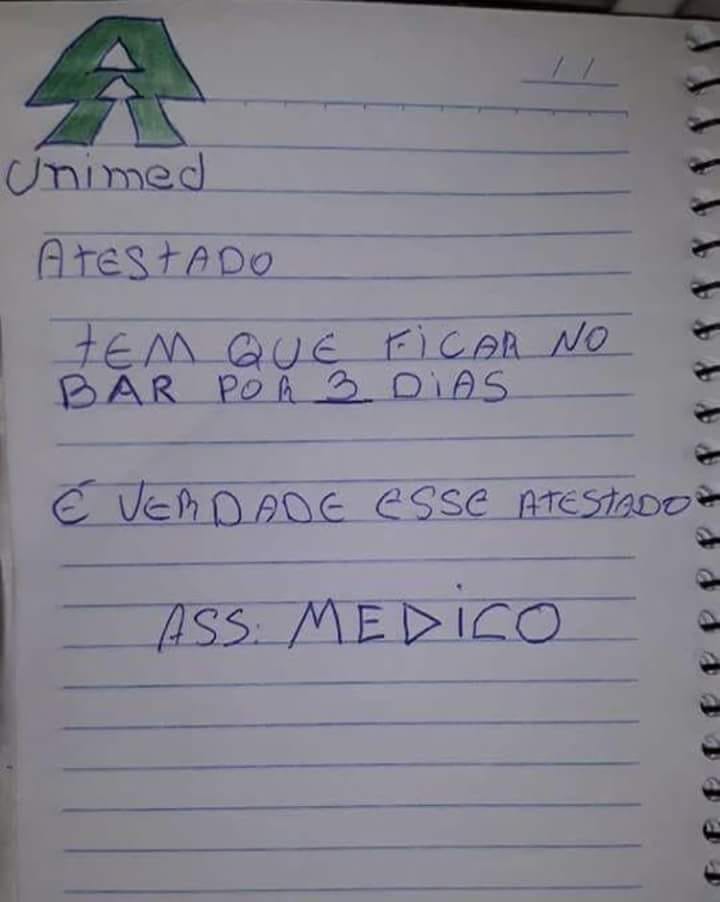 / /
Unimed
ATESTADO
TEM QUE FICAR NO
BAR POR 3 DIAS
É VERDADE ESSE ATESTADO
ASS: MEDICO